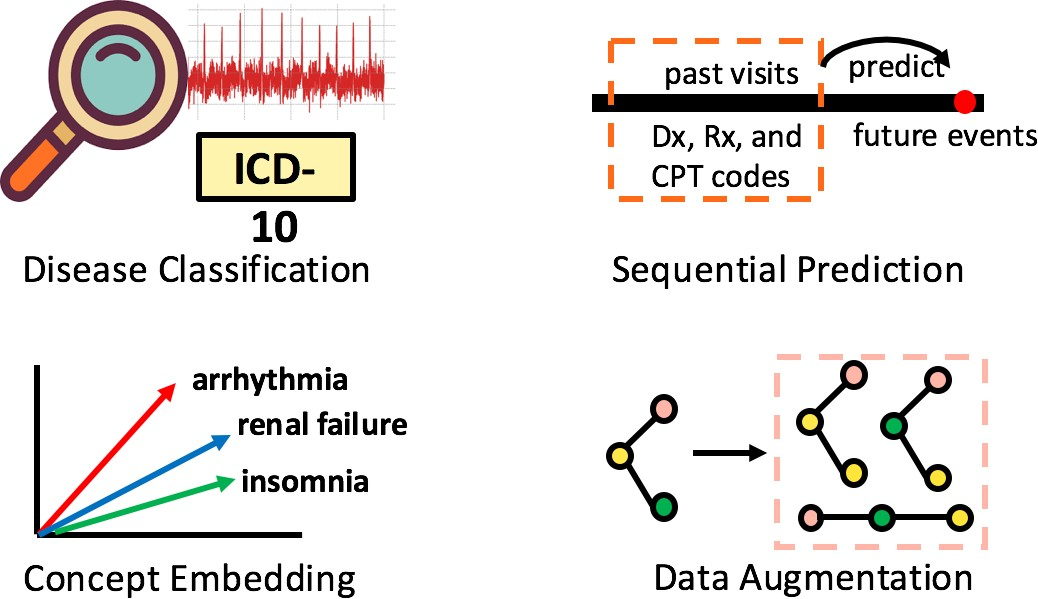 ICD-
10
Disease Classification
past visits
predict
Dx, Rx, and
CPT codes
future events
Sequential Prediction
arrhythmia
renal failure
insomnia
Concept Embedding
Data Augmentation